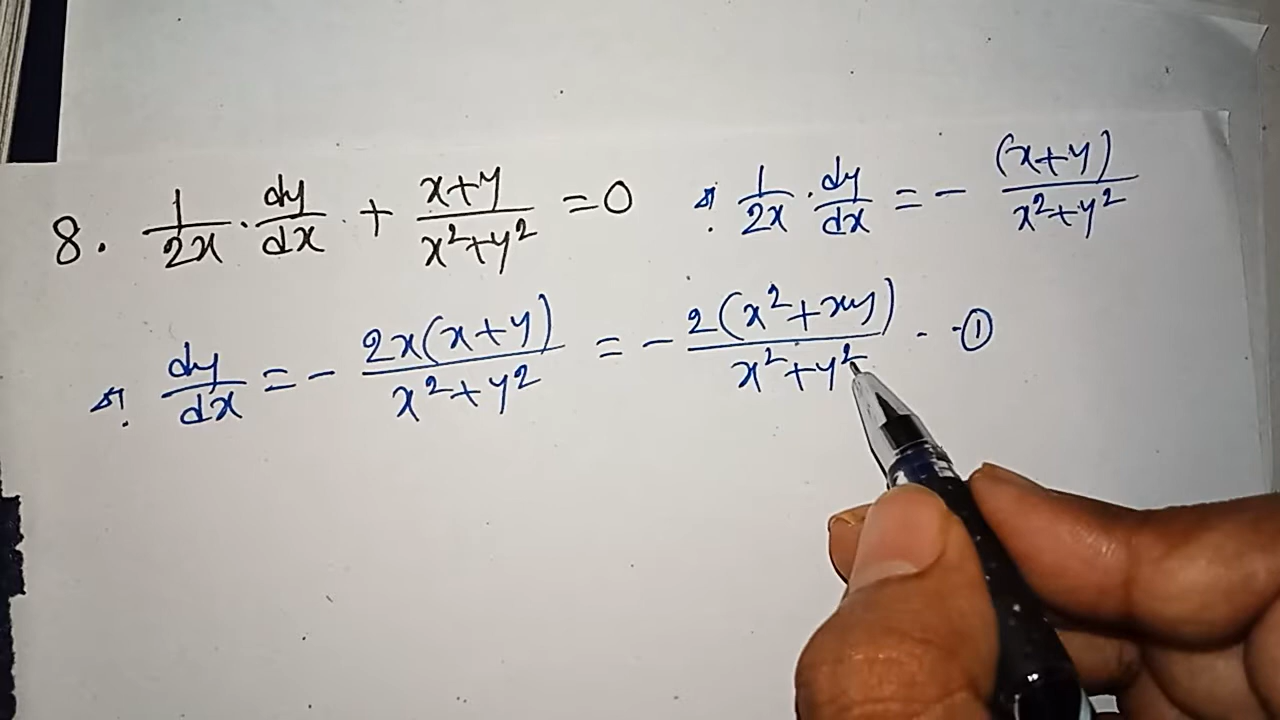 8. 1/2x · dy/dx + x+y/x²+y² = 0 ⇒ 1/2x · dy/dx = - (x+y)/x²+y²
⇒ dy/dx = - 2x(x+y)/x²+y² = - 2(x²+xy)/x²+y² - - ①